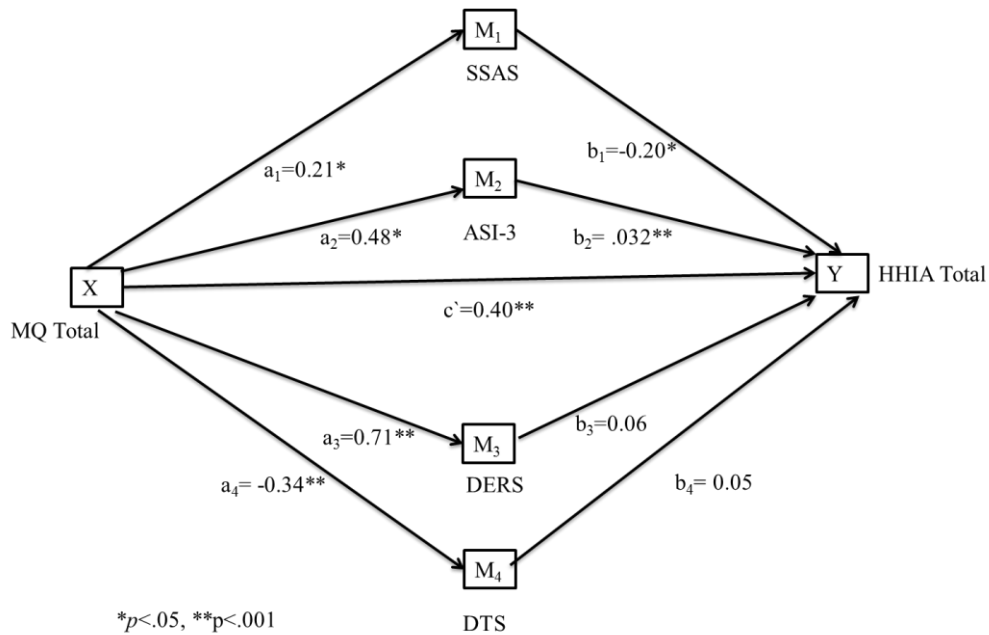 M₁
SSAS
a₁=0.21*
b₁=-0.20*
M₂
a₂=0.48*
ASI-3
b₂= .032**
X
Y
HHIA Total
MQ Total
c`=0.40**
a₃=0.71**
M₃
b₃=0.06
a₄= -0.34**
DERS
b₄= 0.05
M₄
*p<.05, **p<.001
DTS